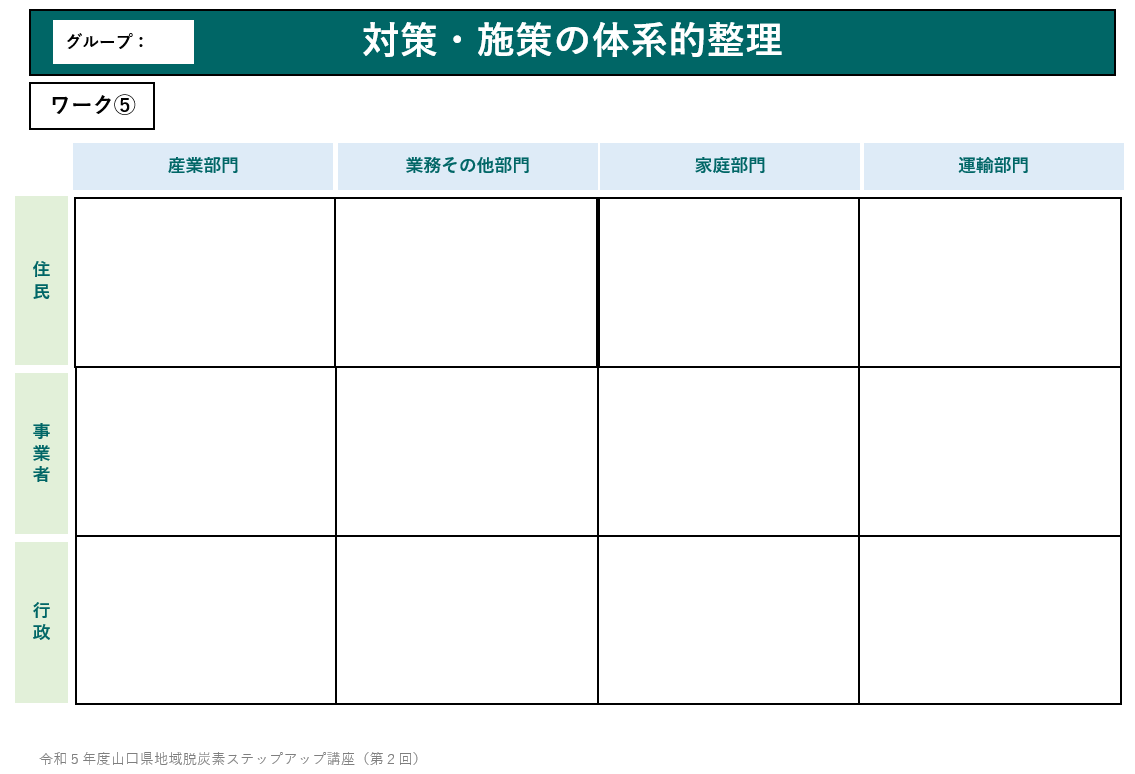 グループ：
対策・施策の体系的整理
ワーク⑤
産業部門
業務その他部門
家庭部門
運輸部門
住民
事業者
行政
令和５年度山口県地域脱炭素ステップアップ講座（第２回）